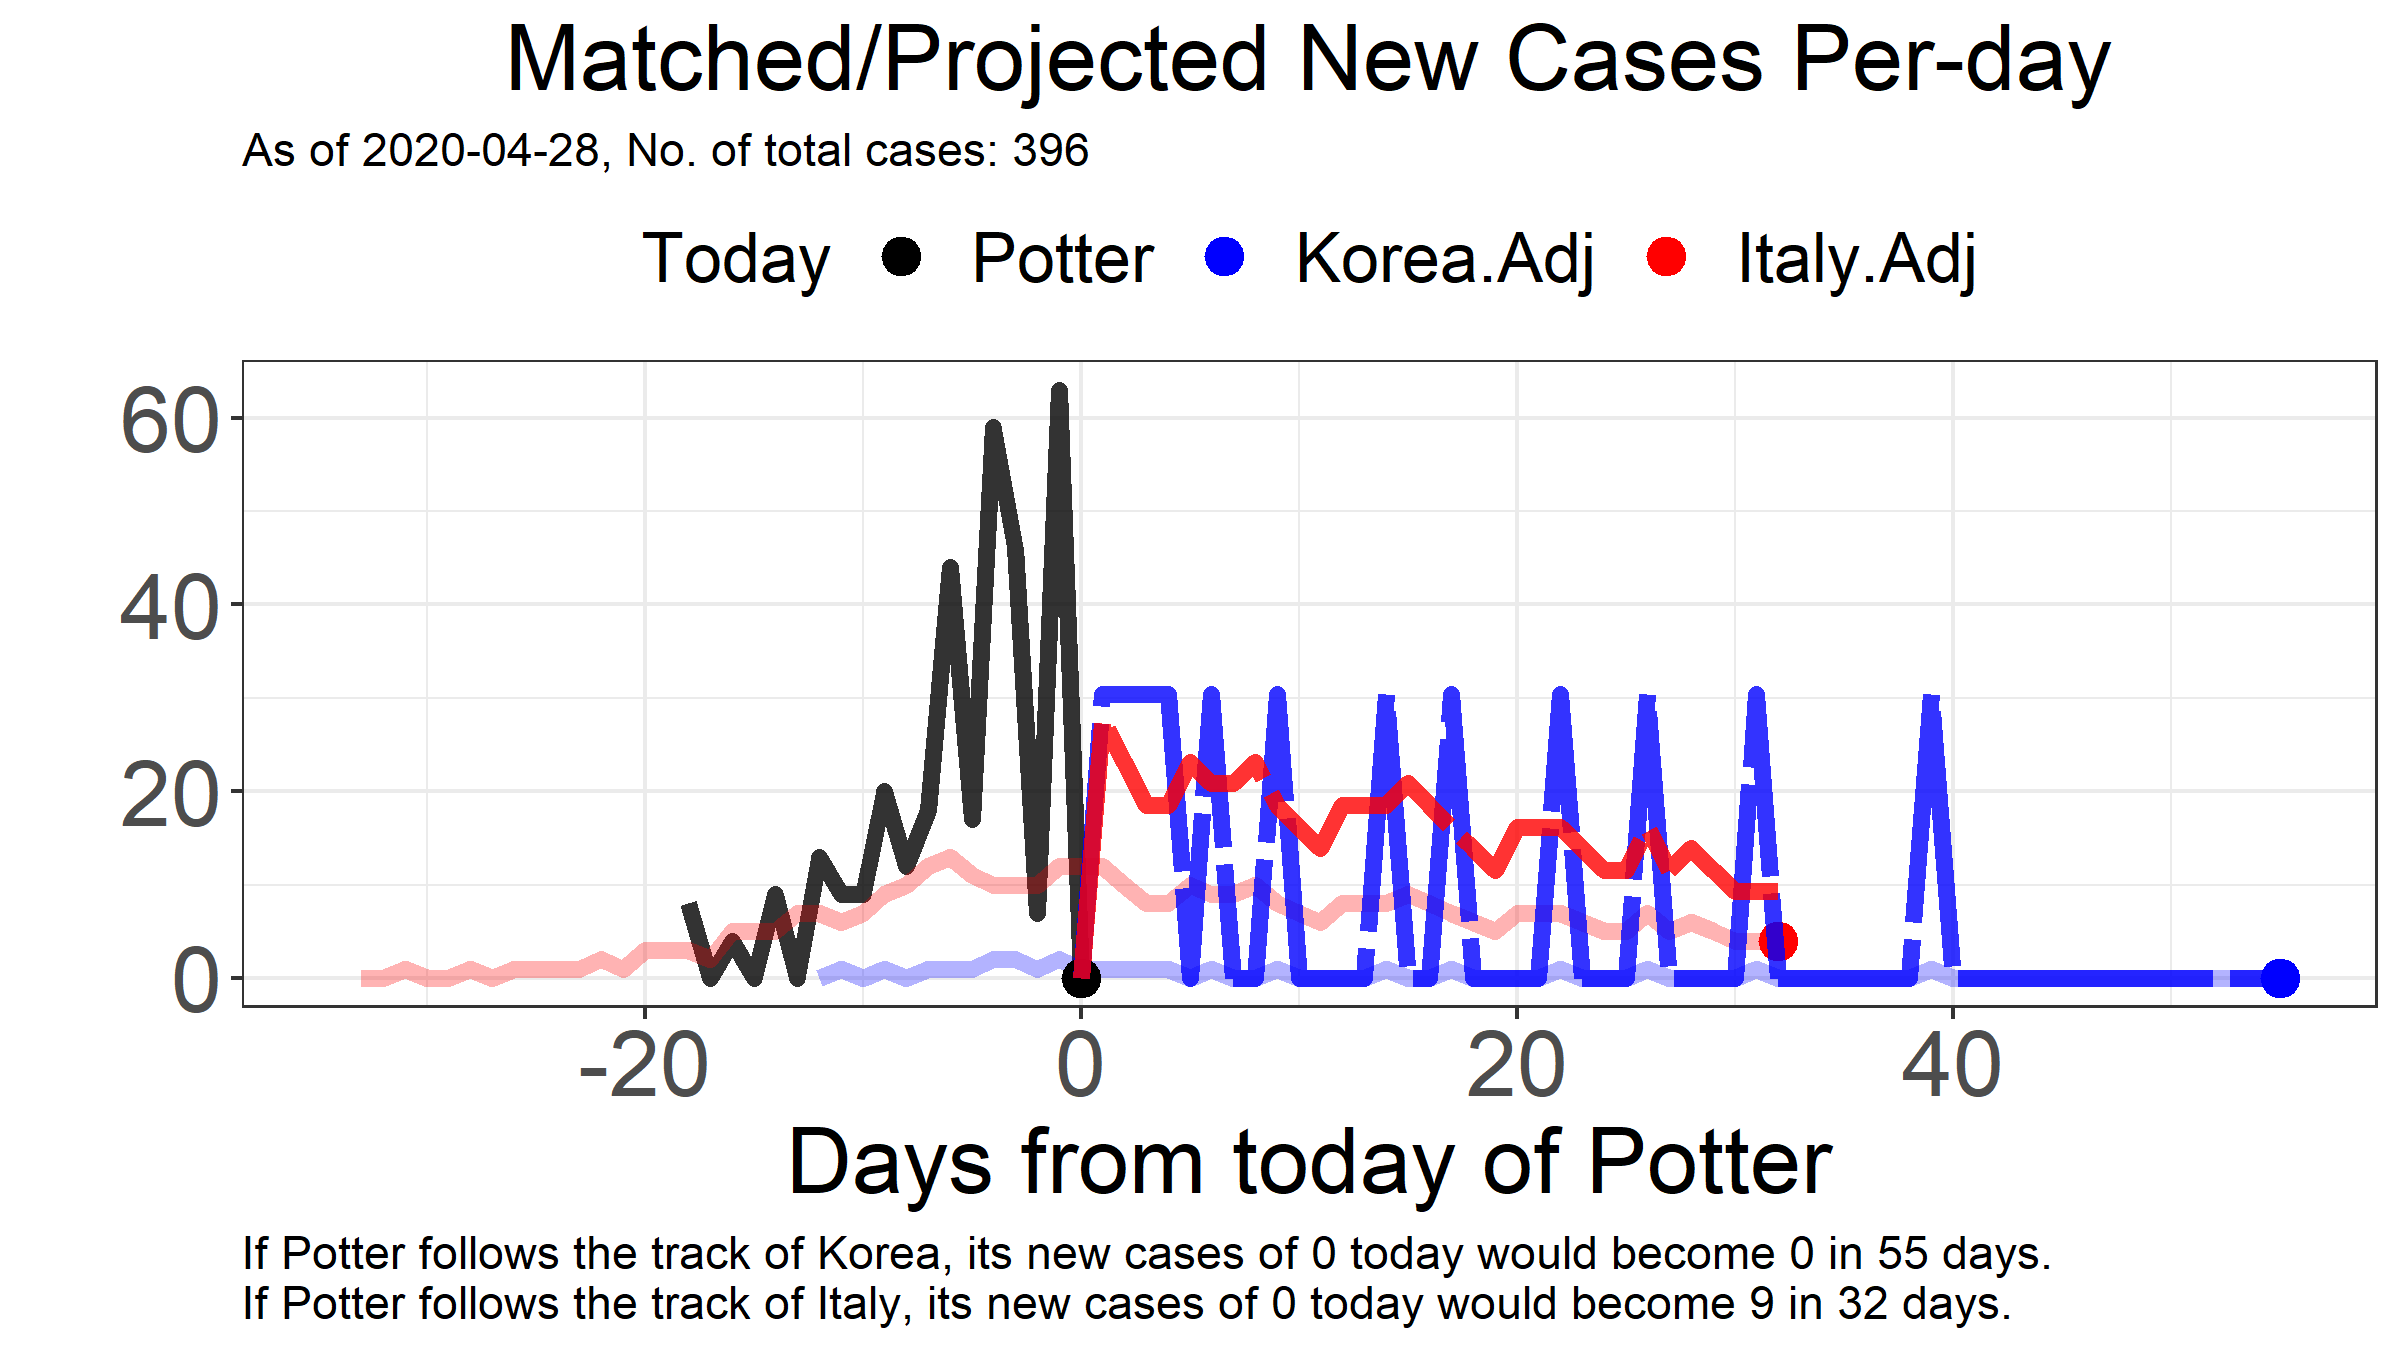 Matched/Projected New Cases Per-day
As of 2020-04-28, No. of total cases: 396
Today Potter Korea.Adj Italy.Adj
60
40
20
0
-20 0 20 40
Days from today of Potter
If Potter follows the track of Korea, its new cases of 0 today would become 0 in 55 days.
If Potter follows the track of Italy, its new cases of 0 today would become 9 in 32 days.